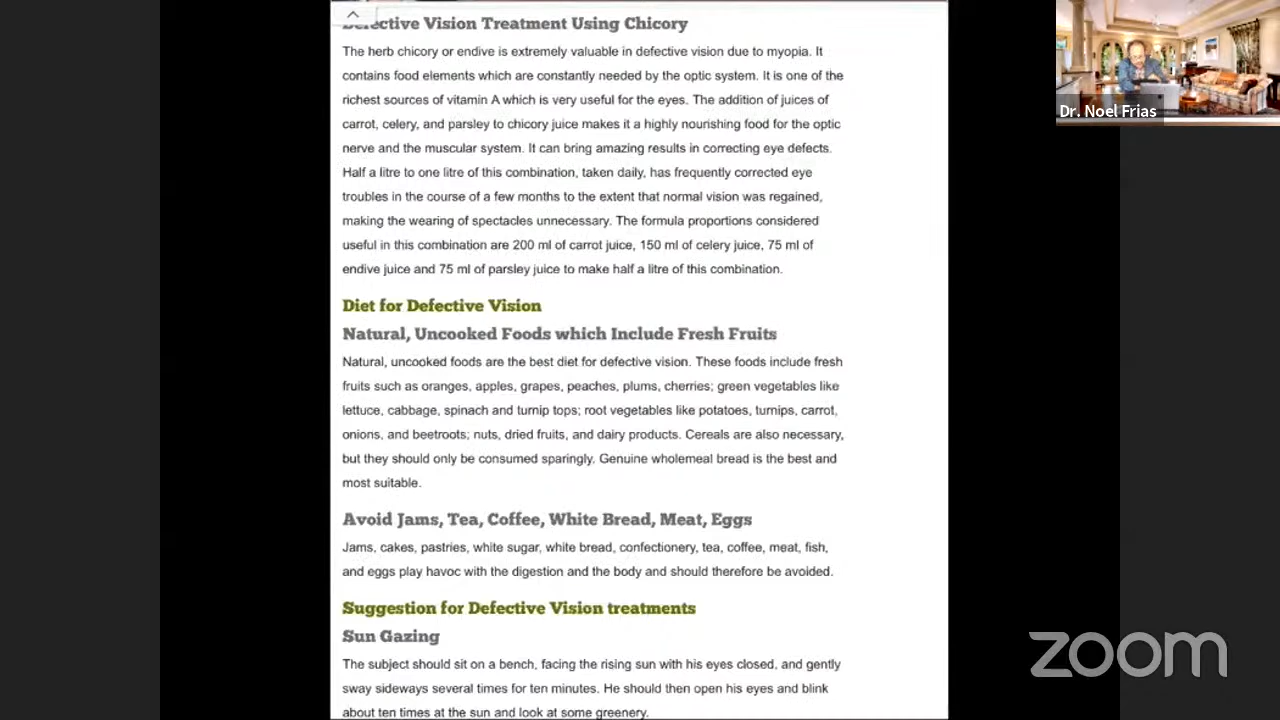 Defective Vision Treatment Using Chicory
The herb chicory or endive is extremely valuable in defective vision due to myopia. It
contains food elements which are constantly needed by the optic system. It is one of the
richest sources of vitamin A which is very useful for the eyes. The addition of juices of
carrot, celery, and parsley to chicory juice makes it a highly nourishing food for the optic
nerve and the muscular system. It can bring amazing results in correcting eye defects.
Half a litre to one litre of this combination, taken daily, has frequently corrected eye
troubles in the course of a few months to the extent that normal vision was regained,
making the wearing of spectacles unnecessary. The formula proportions considered
useful in this combination are 200 ml of carrot juice, 150 ml of celery juice, 75 ml of
endive juice and 75 ml of parsley juice to make half a litre of this combination.
Diet for Defective Vision
Natural, Uncooked Foods which Include Fresh Fruits
Natural, uncooked foods are the best diet for defective vision. These foods include fresh
fruits such as oranges, apples, grapes, peaches, plums, cherries; green vegetables like
lettuce, cabbage, spinach and turnip tops; root vegetables like potatoes, turnips, carrot,
onions, and beetroots; nuts, dried fruits, and dairy products. Cereals are also necessary,
but they should only be consumed sparingly. Genuine wholemeal bread is the best and
most suitable.
Avoid Jams, Tea, Coffee, White Bread, Meat, Eggs
Jams, cakes, pastries, white sugar, white bread, confectionery, tea, coffee, meat, fish,
and eggs play havoc with the digestion and the body and should therefore be avoided.
Suggestion for Defective Vision treatments
Sun Gazing
The subject should sit on a bench, facing the rising sun with his eyes closed, and gently
sway sideways several times for ten minutes. He should then open his eyes and blink
about ten times at the sun and look at some greenery.
Dr. Noel Frias
zoom